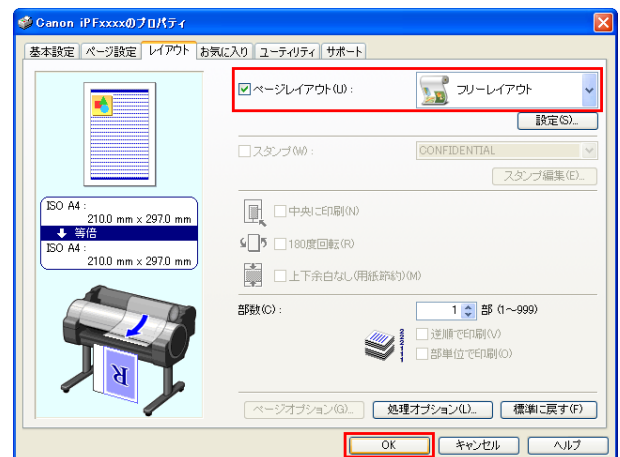 Canon iPFxxxxのプロパティ
基本設定 ページ設定 レイアウト お気に入り ユーティリティ サポート
ページレイアウト(U) : フリーレイアウト
設定(S)...
スタンプ(W) : CONFIDENTIAL
スタンプ編集(E)...
ISO A4 :
210.0 mm x 297.0 mm
等倍
ISO A4 :
210.0 mm x 297.0 mm
中央に印刷(N)
180度回転(R)
上下余白なし(用紙節約)(M)
部数(C) : 1 部 (1～999)
逆順で印刷(V)
部単位で印刷(O)
ページオプション(G)... 処理オプション(L)... 標準に戻す(F)
OK キャンセル ヘルプ